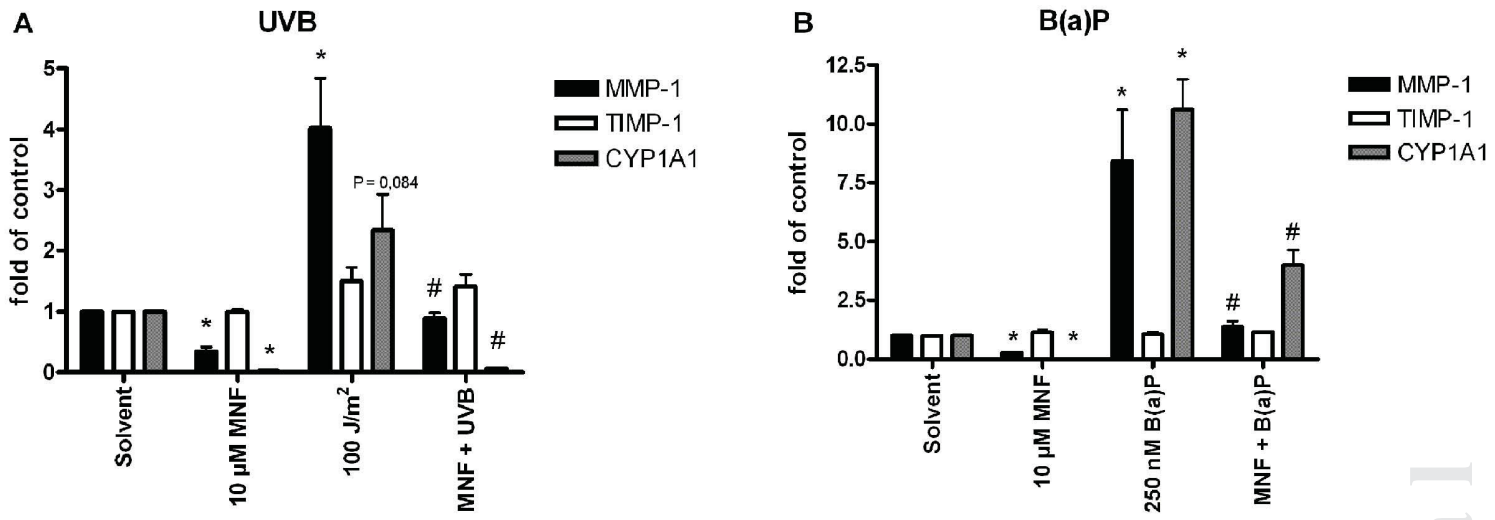 A
UVB
fold of control
5
4
3
2
1
0
*
*
*
P = 0,084
#
#
MMP-1
TIMP-1
CYP1A1
Solvent
10 µM MNF
100 J/m²
MNF + UVB
B
B(a)P
fold of control
12.5
10.0
7.5
5.0
2.5
0.0
*
*
*
*
#
#
MMP-1
TIMP-1
CYP1A1
Solvent
10 µM MNF
250 nM B(a)P
MNF + B(a)P